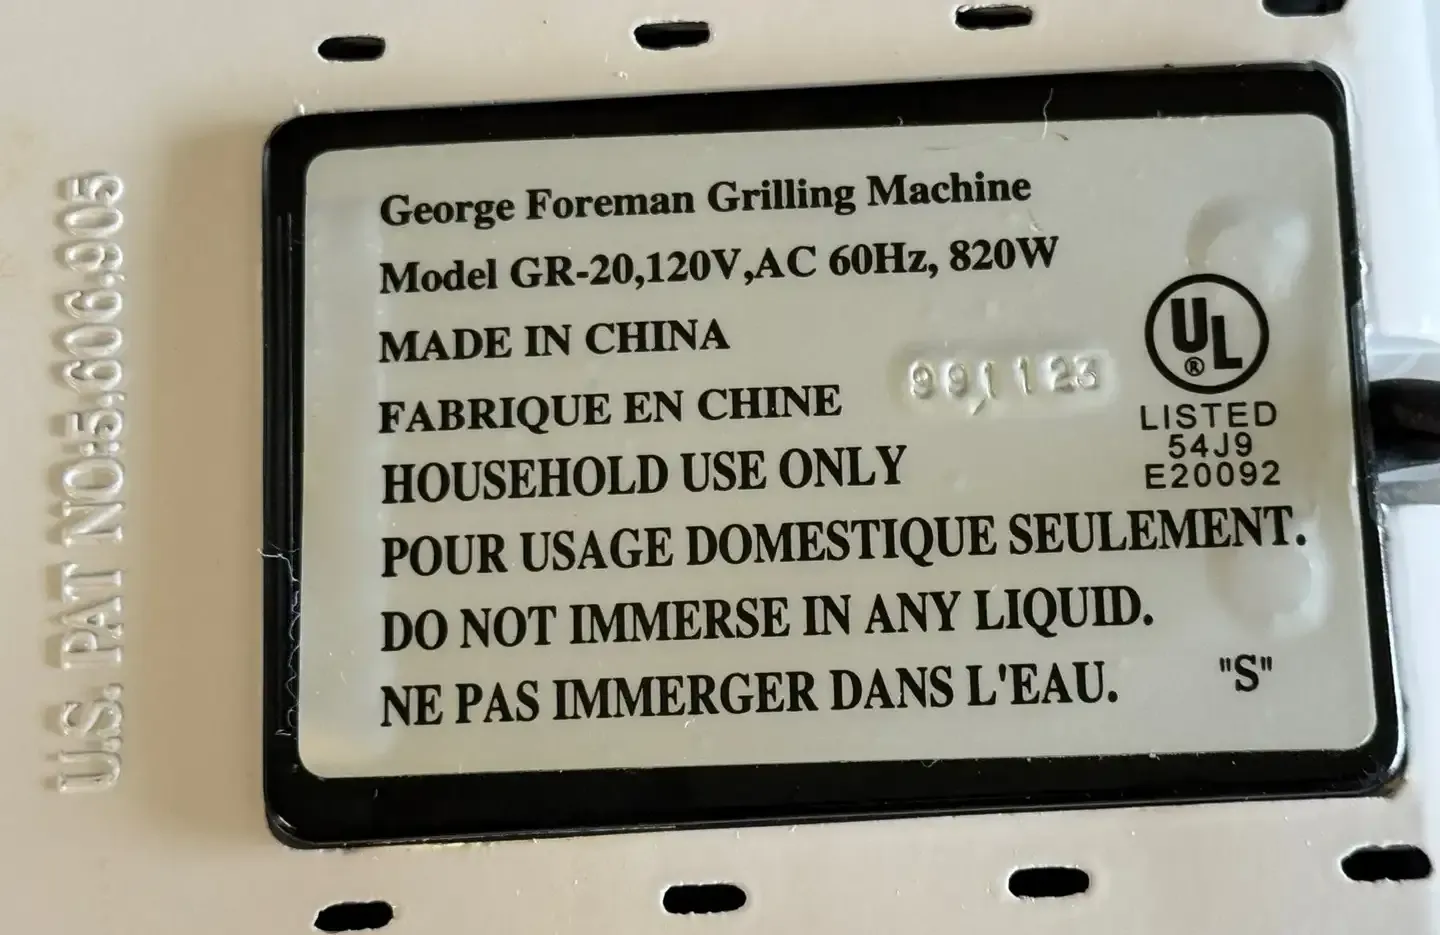 George Foreman Grilling Machine
Model GR-20,120V,AC 60Hz, 820W
MADE IN CHINA
FABRIQUE EN CHINE
991123
HOUSEHOLD USE ONLY
POUR USAGE DOMESTIQUE SEULEMENT.
DO NOT IMMERSE IN ANY LIQUID.
NE PAS IMMERGER DANS L'EAU.
"S"
UL
®
LISTED
54J9
E20092
U.S. PAT NO:5,606,905